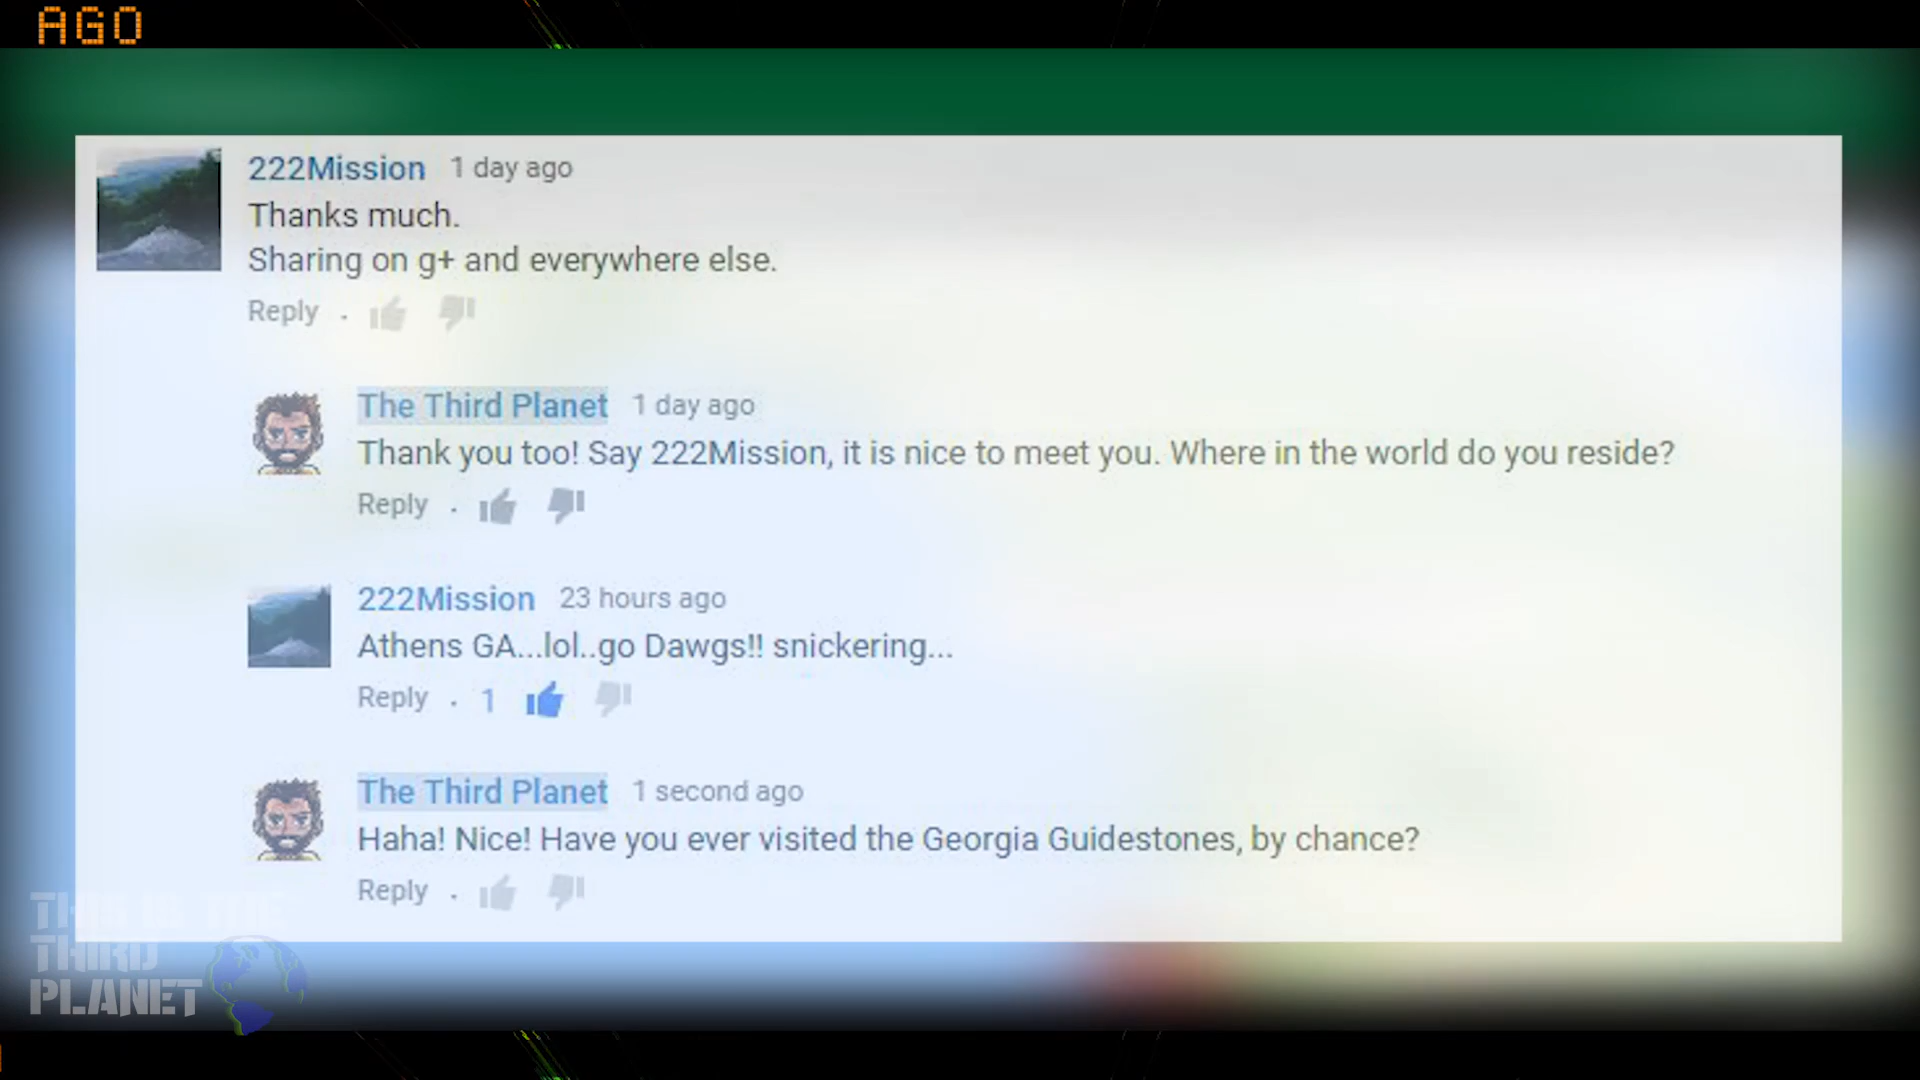 AGO
222Mission 1 day ago
Thanks much.
Sharing on g+ and everywhere else.
Reply .
The Third Planet 1 day ago
Thank you too! Say 222Mission, it is nice to meet you. Where in the world do you reside?
Reply .
222Mission 23 hours ago
Athens GA...lol..go Dawgs!! snickering...
Reply . 1
The Third Planet 1 second ago
Haha! Nice! Have you ever visited the Georgia Guidestones, by chance?
Reply .
THIS IS THE
THIRD
PLANET